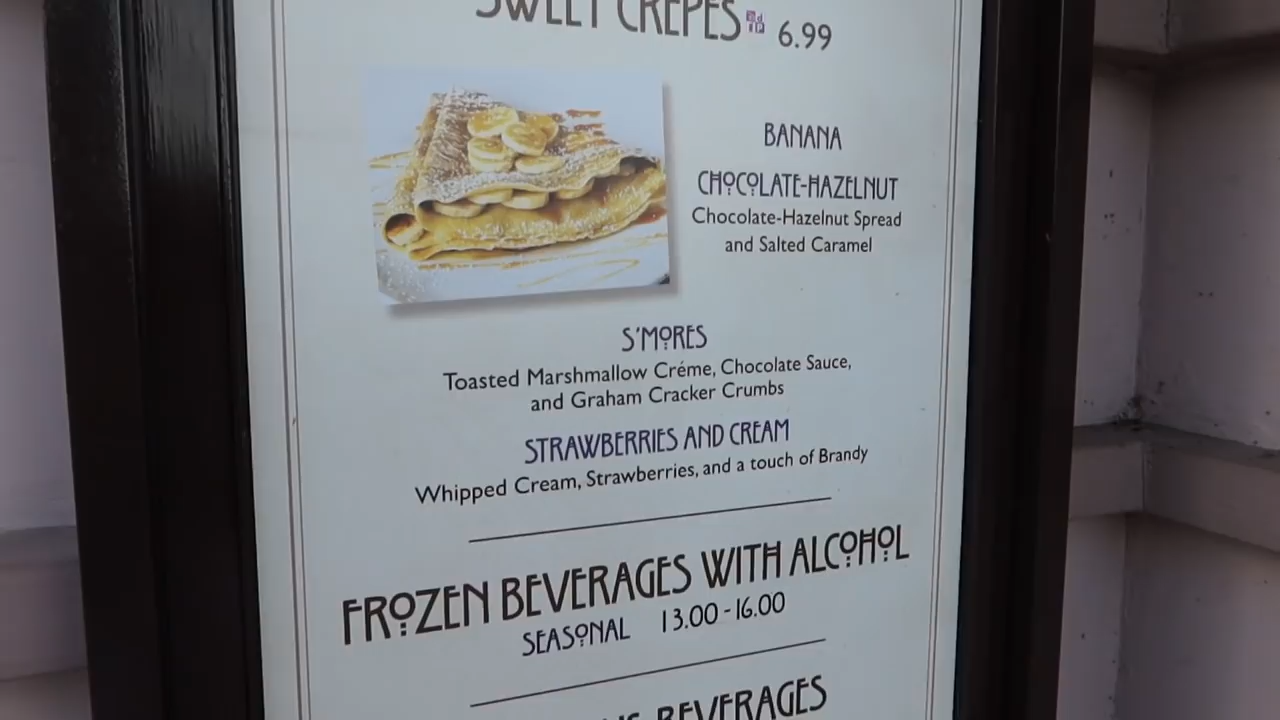 SWEET CREPES 6.99
BANANA
CHOCOLATE-HAZELNUT
Chocolate-Hazelnut Spread
and Salted Caramel
S'MORES
Toasted Marshmallow Créme, Chocolate Sauce,
and Graham Cracker Crumbs
STRAWBERRIES AND CREAM
Whipped Cream, Strawberries, and a touch of Brandy
FROZEN BEVERAGES WITH ALCOHOL
SEASONAL 13.00-16.00
BEVERAGES